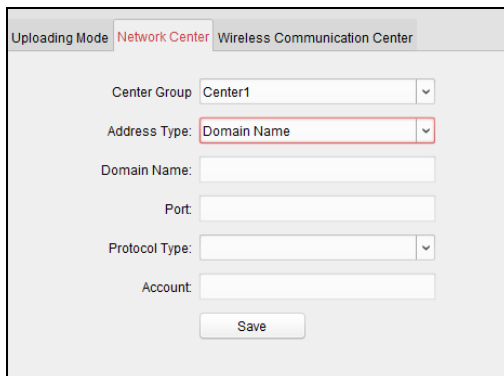 Uploading Mode Network Center Wireless Communication Center
Center Group Center1
Address Type: Domain Name
Domain Name:
Port:
Protocol Type:
Account:
Save